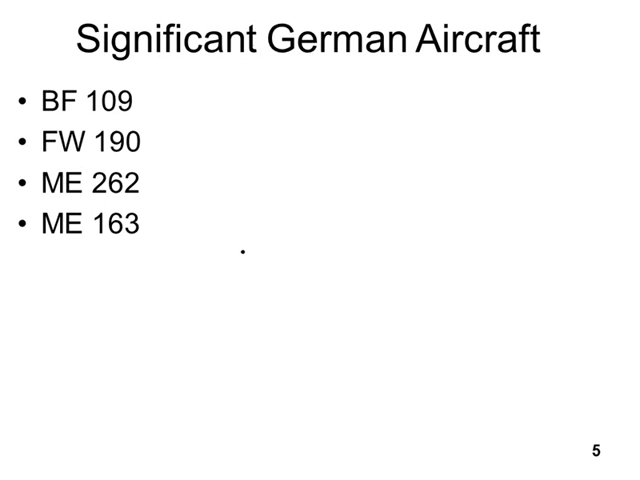 Significant German Aircraft
• BF 109
• FW 190
• ME 262
• ME 163
5